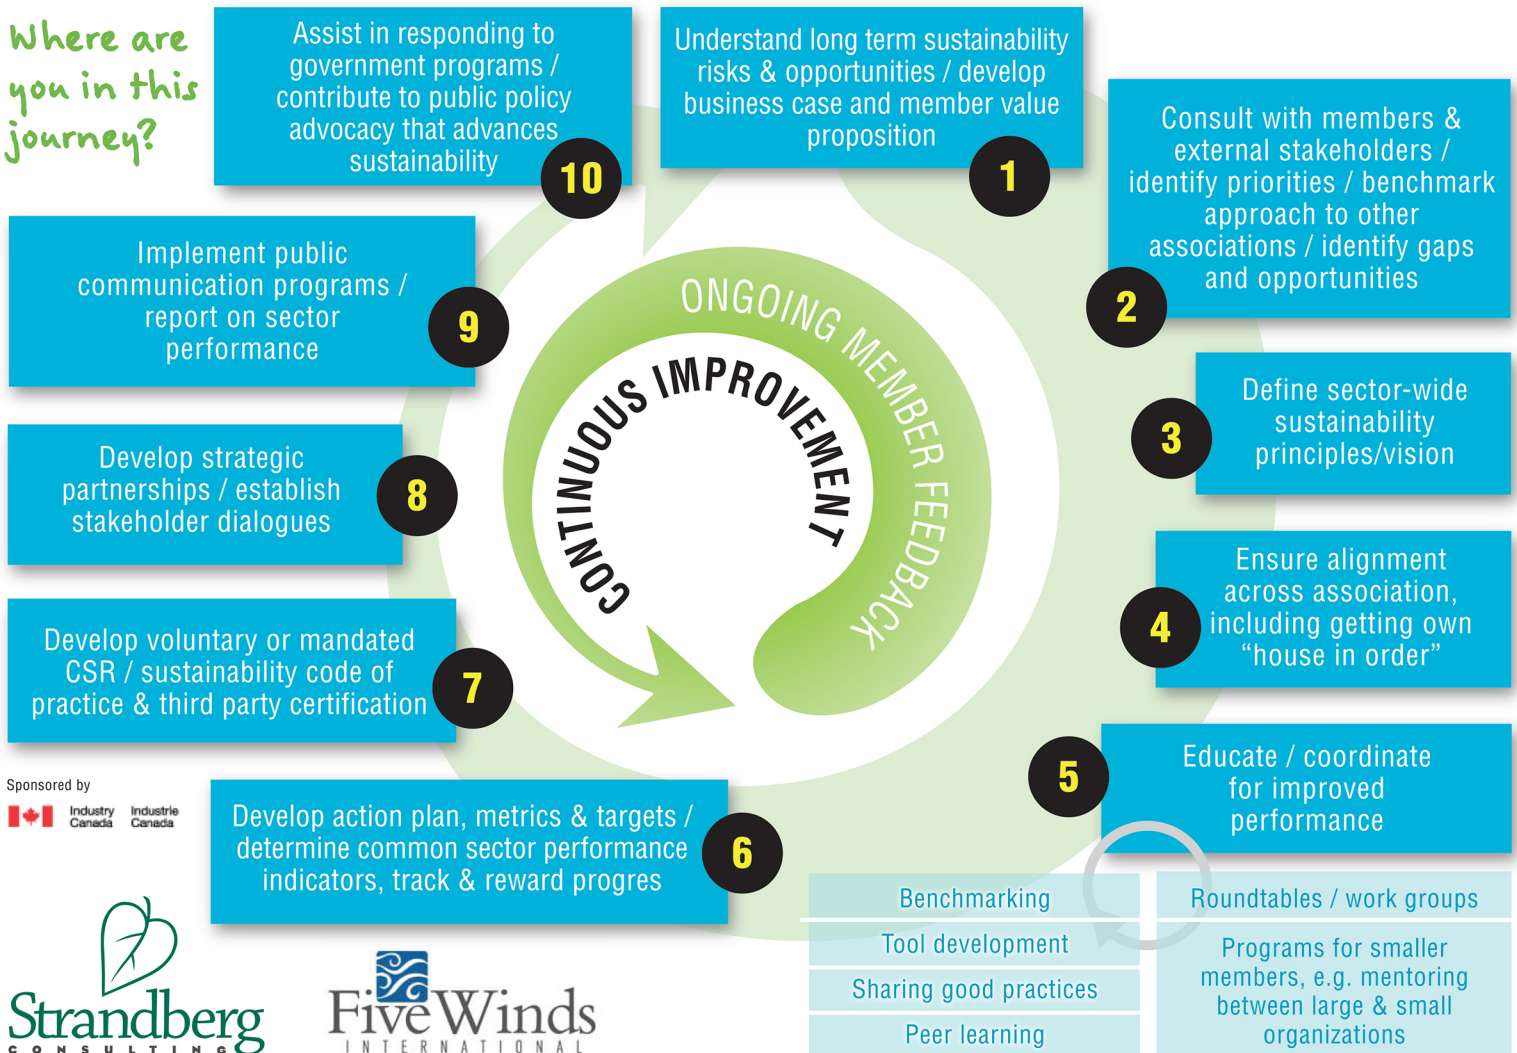 Where are
you in this
journey?
Understand long term sustainability
risks & opportunities / develop
business case and member value
proposition
1
Consult with members &
external stakeholders /
identify priorities / benchmark
approach to other
associations / identify gaps
and opportunities
2
Define sector-wide
sustainability
principles/vision
3
Ensure alignment
across association,
including getting own
“house in order”
4
Educate / coordinate
for improved
performance
5
Benchmarking
Tool development
Sharing good practices
Peer learning
Roundtables / work groups
Programs for smaller
members, e.g. mentoring
between large & small
organizations
Develop action plan, metrics & targets /
determine common sector performance
indicators, track & reward progres
6
Develop voluntary or mandated
CSR / sustainability code of
practice & third party certification
7
Develop strategic
partnerships / establish
stakeholder dialogues
8
Implement public
communication programs /
report on sector
performance
9
Assist in responding to
government programs /
contribute to public policy
advocacy that advances
sustainability
10
ONGOING MEMBER FEEDBACK
CONTINUOUS IMPROVEMENT
Sponsored by
Industry Canada
Industrie Canada
Strandberg
CONSULTING
Five Winds
INTERNATIONAL